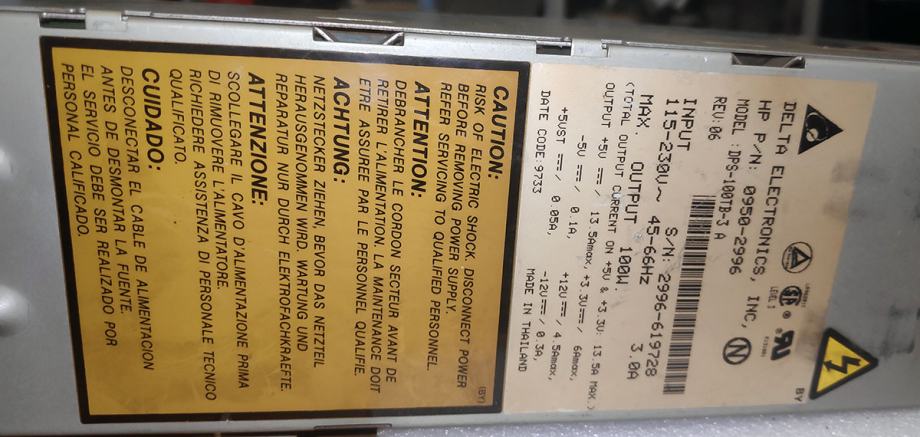 DELTA ELECTRONICS, INC,
HP P/N: 0950-2996
MODEL :DPS-100TB-3 A
REV:06
S/N: 2996-619728
INPUT
115-230V~ 45-66Hz 3.0A
MAX. OUTPUT 100W.
(TOTAL OUTPUT CURRENT ON +5V & +3.3V: 13.5A MAX.)
OUTPUT +5V ⎓ / 13.5Amax, +3.3V ⎓ / 6Amax,
-5V ⎓ / 0.1A, +12V ⎓ / 4.5Amax,
+5VST ⎓ / 0.05A, -12V ⎓ / 0.3A,
DATE CODE:9733 MADE IN THAILAND
LEVEL 3
BY
CAUTION:
RISK OF ELECTRIC SHOCK. DISCONNECT POWER
BEFORE REMOVING POWER SUPPLY.
REFER SERVICING TO QUALIFIED PERSONNEL.
ATTENTION:
DEBRANCHER LE CORDON SECTEUR AVANT DE
RETIRER L'ALIMENTATION. LA MAINTENANCE DOIT
ETRE ASSUREE PAR LE PERSONNEL QUALIFIE.
ACHTUNG:
NETZSTECKER ZIEHEN, BEVOR DAS NETZTEIL
HERAUSGENOMMEN WIRD. WARTUNG UND
REPARATUR NUR DURCH ELEKTROFACHKRAEFTE.
ATTENZIONE:
SCOLLEGARE IL CAVO D'ALIMENTAZIONE PRIMA
DI RIMUOVERE L'ALIMENTATORE.
RICHIEDERE ASSISTENZA DI PERSONALE TECNICO
QUALIFICATO.
CUIDADO:
DESCONECTAR EL CABLE DE ALIMENTACION
ANTES DE DESMONTAR LA FUENTE.
EL SERVICIO DEBE SER REALIZADO POR
PERSONAL CALIFICADO.
(BY)